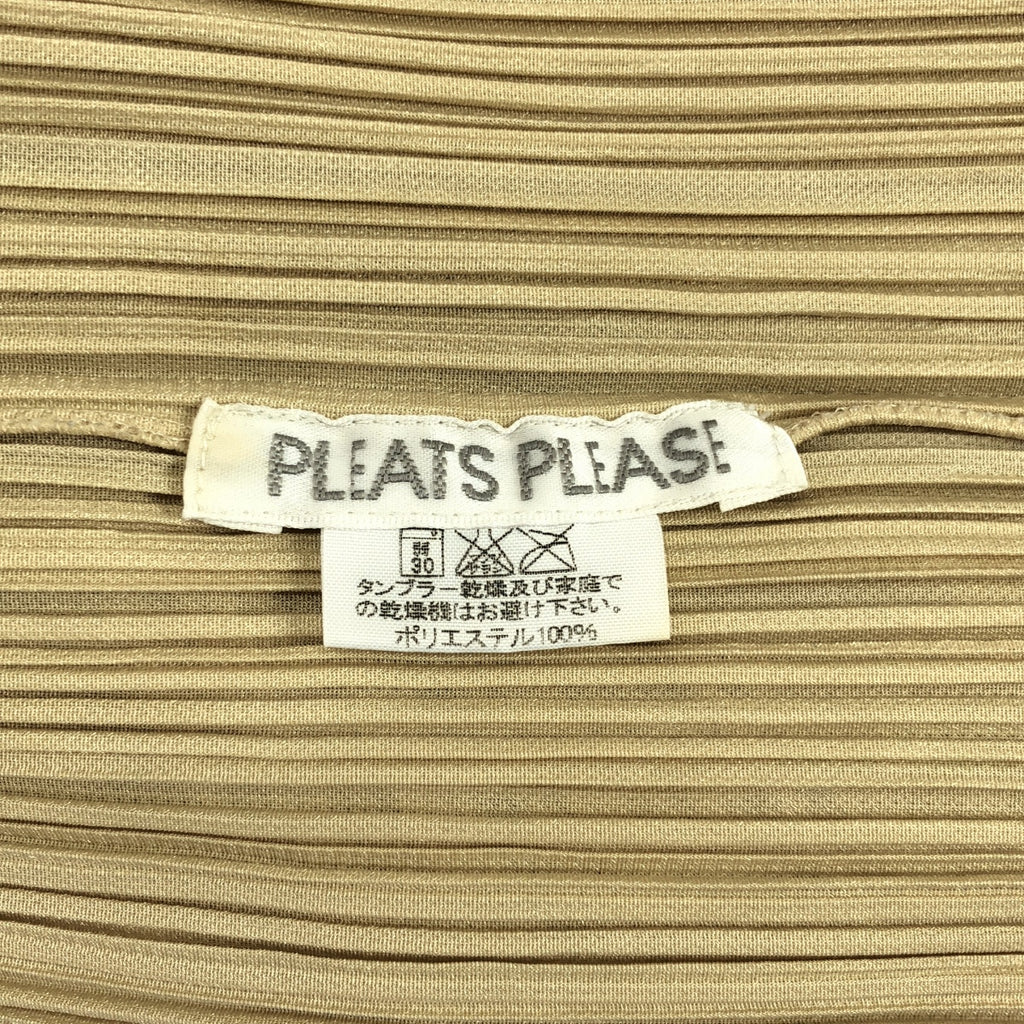 PLEATS PLEASE
弱
30
タンブラー乾燥及び家庭で
の乾燥機はお避け下さい。
ポリエステル100%